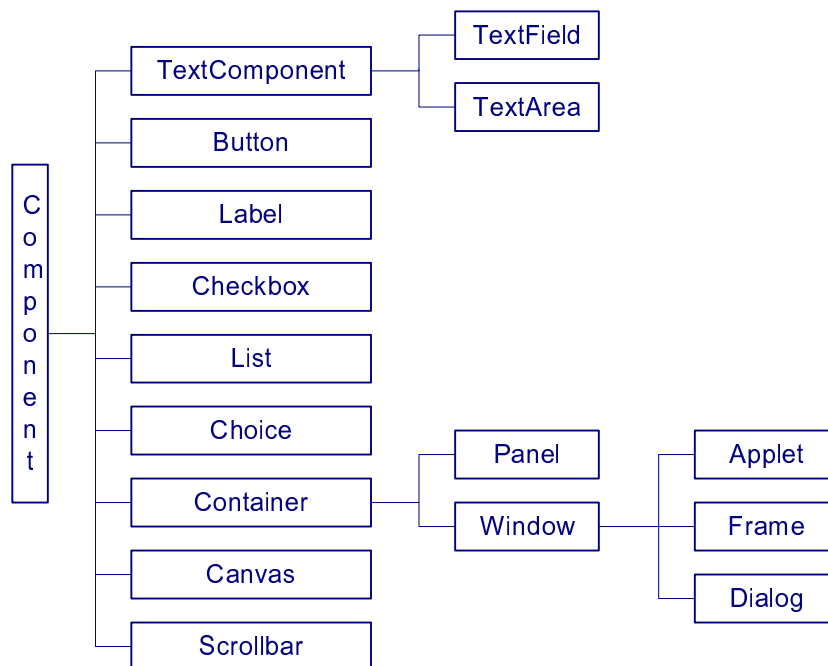 Component
TextComponent
TextField
TextArea
Button
Label
Checkbox
List
Choice
Container
Panel
Window
Applet
Frame
Dialog
Canvas
Scrollbar